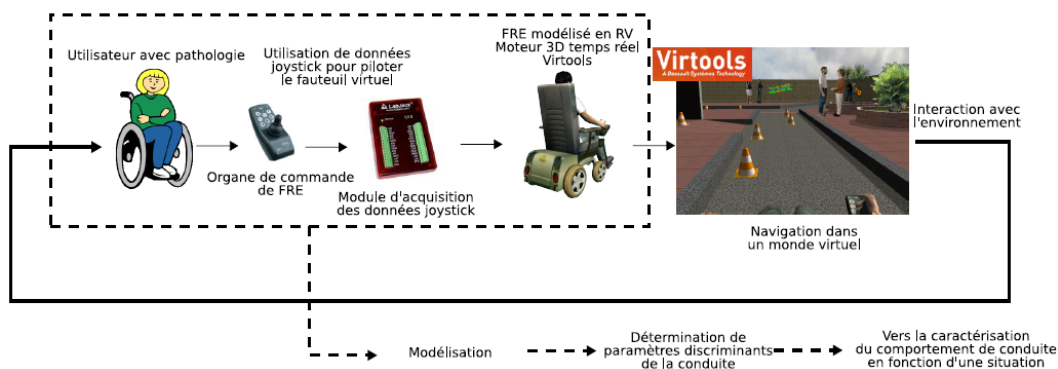 Utilisateur avec pathologie
Utilisation de données
joystick pour piloter
le fauteuil virtuel
FRE modélisé en RV
Moteur 3D temps réel
Virtools
Virtools
A Dassault Systèmes Technology
Interaction avec
l'environnement
Organe de commande
de FRE
Module d'acquisition
des données joystick
Navigation dans
un monde virtuel
Modélisation
Détermination de
paramètres discriminants
de la conduite
Vers la caractérisation
du comportement de conduite
en fonction d'une situation